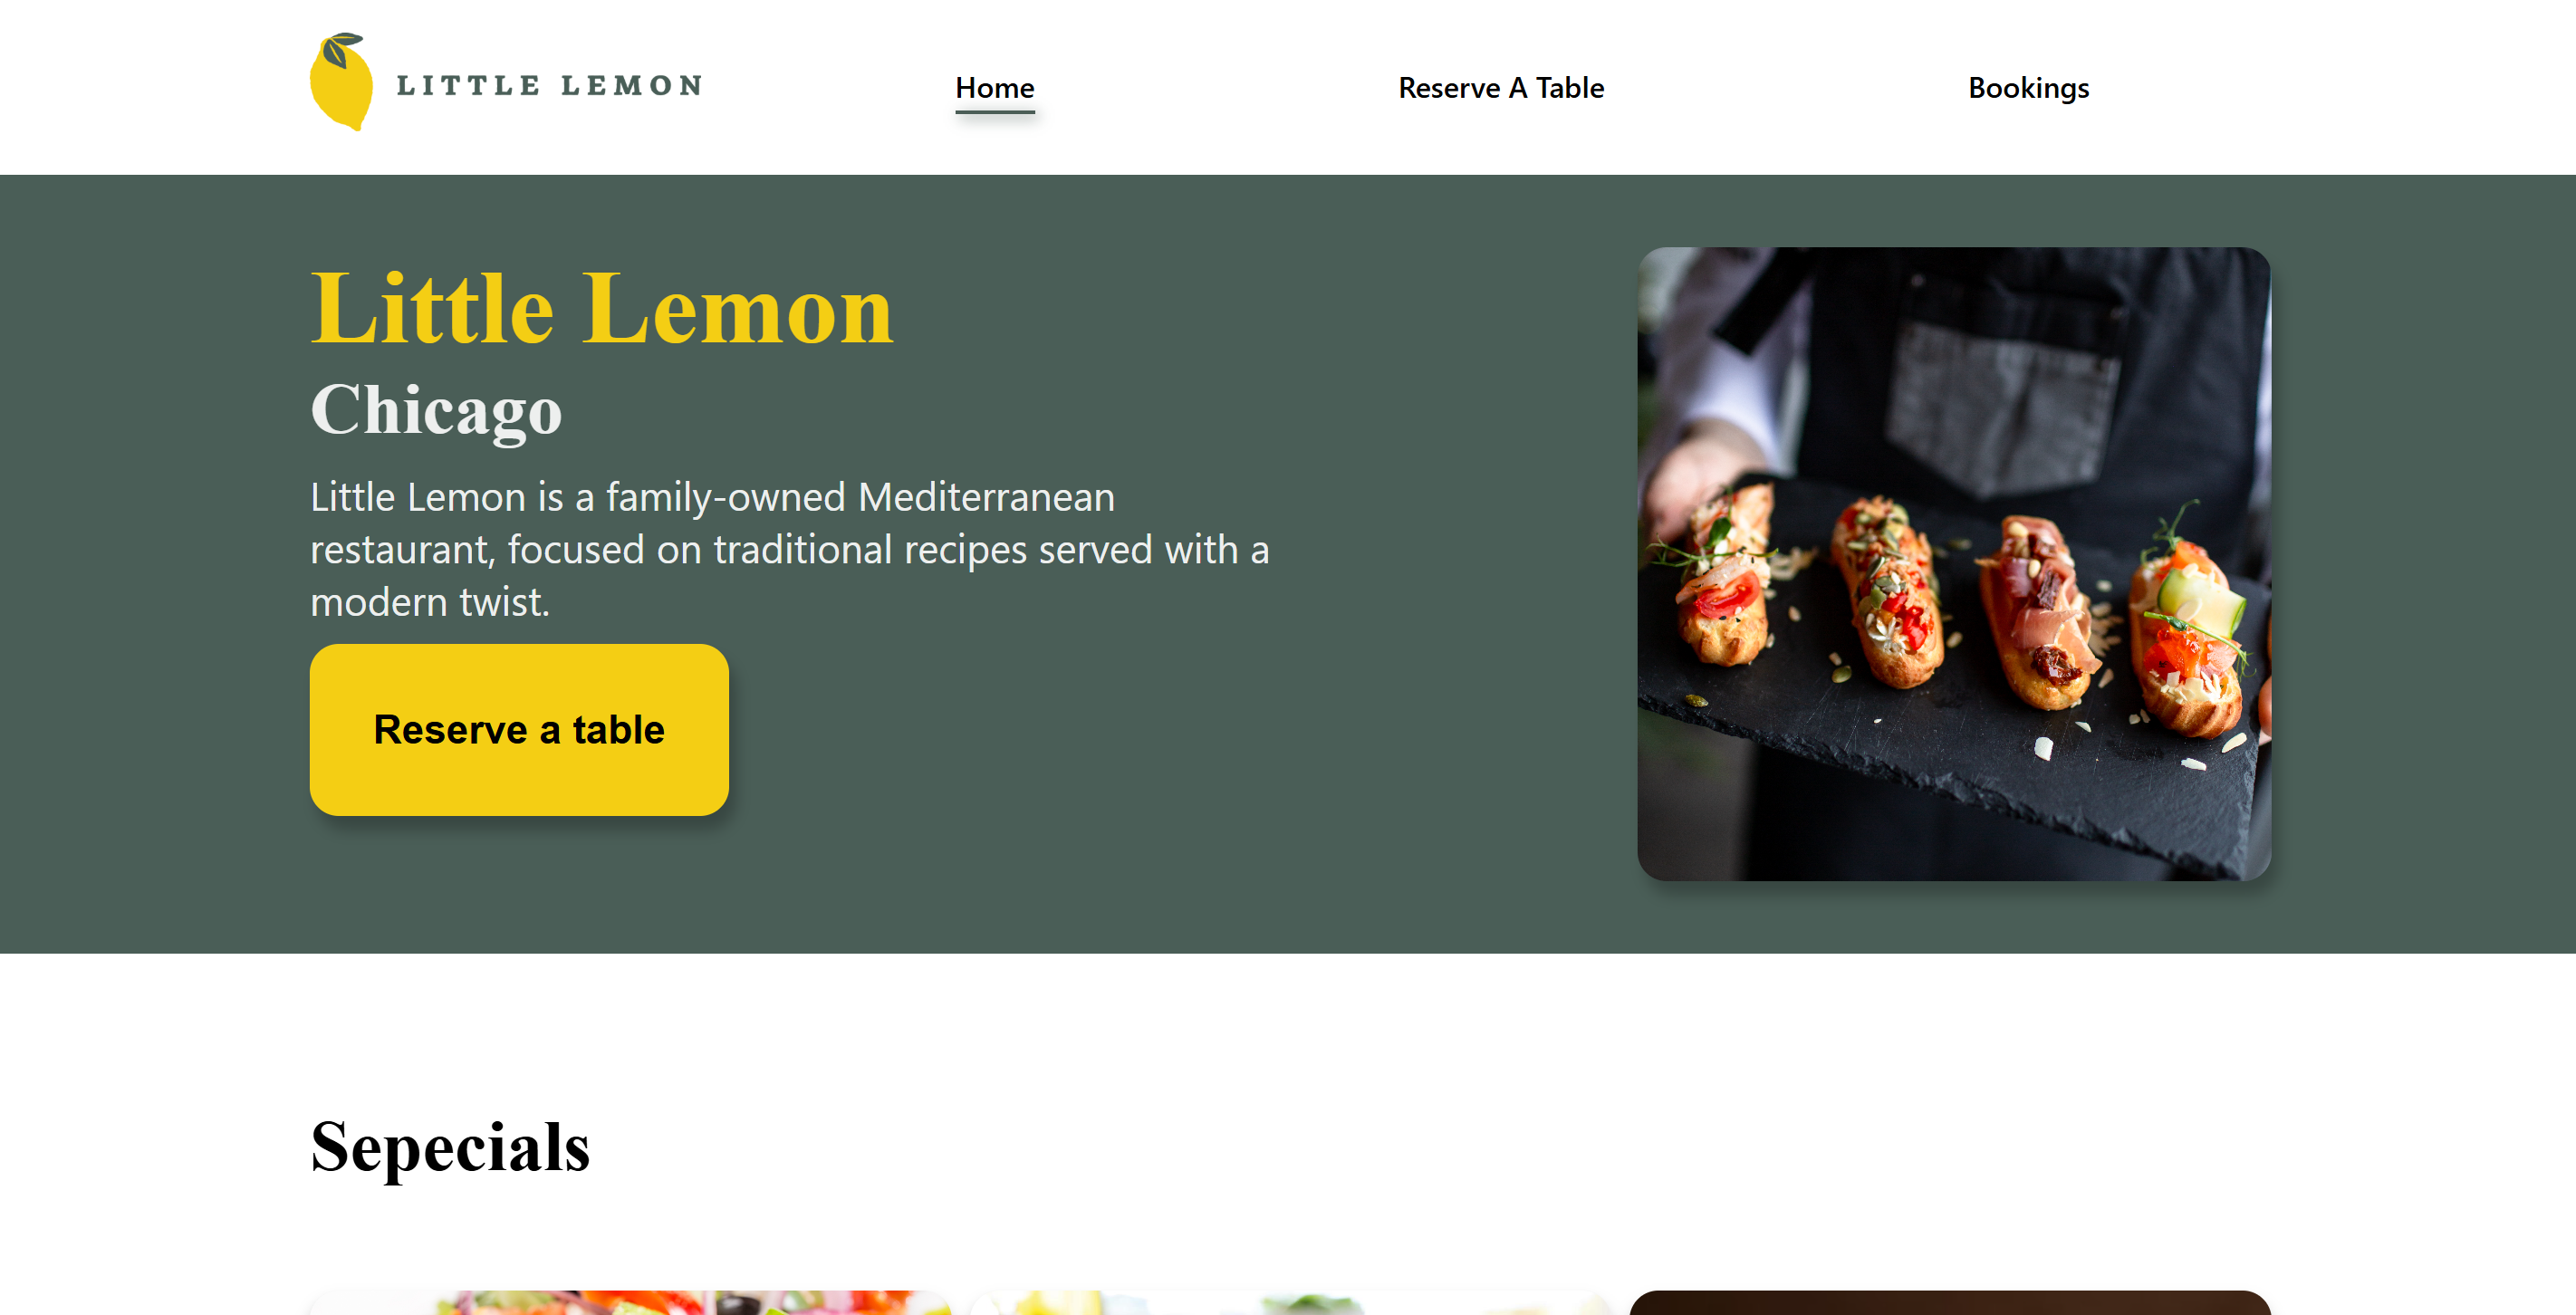 LITTLE LEMON
Home
Reserve A Table
Bookings
Little Lemon
Chicago
Little Lemon is a family-owned Mediterranean
restaurant, focused on traditional recipes served with a
modern twist.
Reserve a table
Sepecials